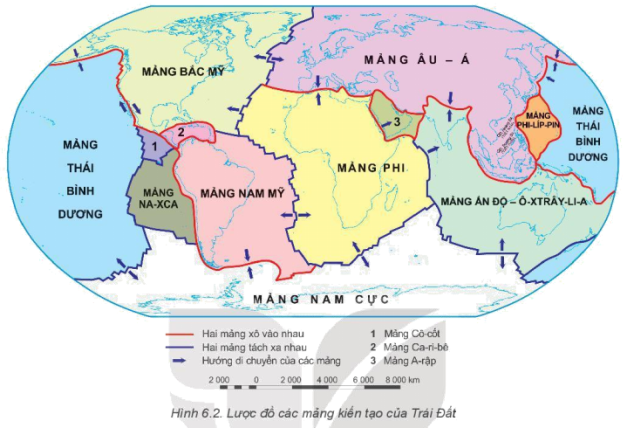 MẢNG BẮC MỸ
MẢNG ÂU – Á
MẢNG
THÁI
BÌNH
DƯƠNG
1
2
3
MẢNG
NA-XCA
MẢNG NAM MỸ
MẢNG PHI
MẢNG
PHI-LÍP-PIN
MẢNG
THÁI
BÌNH
DƯƠNG
MẢNG ẤN ĐỘ – Ô-XTRÂY-LI-A
MẢNG NAM CỰC
Hai mảng xô vào nhau
Hai mảng tách xa nhau
Hướng di chuyển của các mảng
1 Mảng Cô-cốt
2 Mảng Ca-ri-bê
3 Mảng A-rập
2 000 0 2 000 4 000 6 000 8 000 km
Hình 6.2. Lược đồ các mảng kiến tạo của Trái Đất